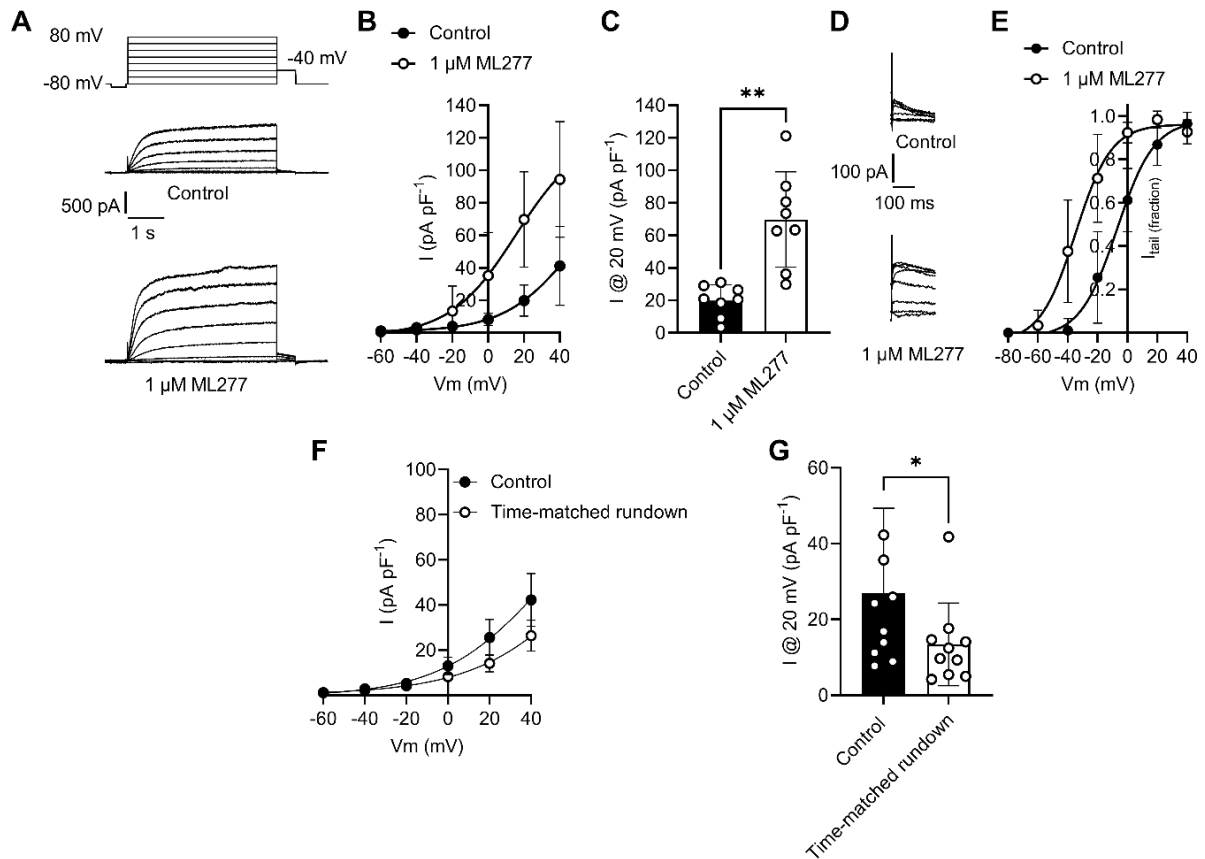 A
80 mV
-40 mV
-80 mV
Control
500 pA
1 s
1 µM ML277
B
Control
1 µM ML277
140
120
100
80
60
40
20
I (pA pF-1)
-60 -40 -20 0 20 40
Vm (mV)
C
**
140
120
100
80
60
40
20
0
I @ 20 mV (pA pF-1)
Control
1 µM ML277
D
Control
100 pA
100 ms
1 µM ML277
E
Control
1 µM ML277
1.0
0.8
0.6
0.4
0.2
Itail (fraction)
-80 -60 -40 -20 0 20 40
Vm (mV)
F
Control
Time-matched rundown
100
80
60
40
20
I (pA pF-1)
-60 -40 -20 0 20 40
Vm (mV)
G
*
60
40
20
0
I @ 20 mV (pA pF-1)
Control
Time-matched rundown